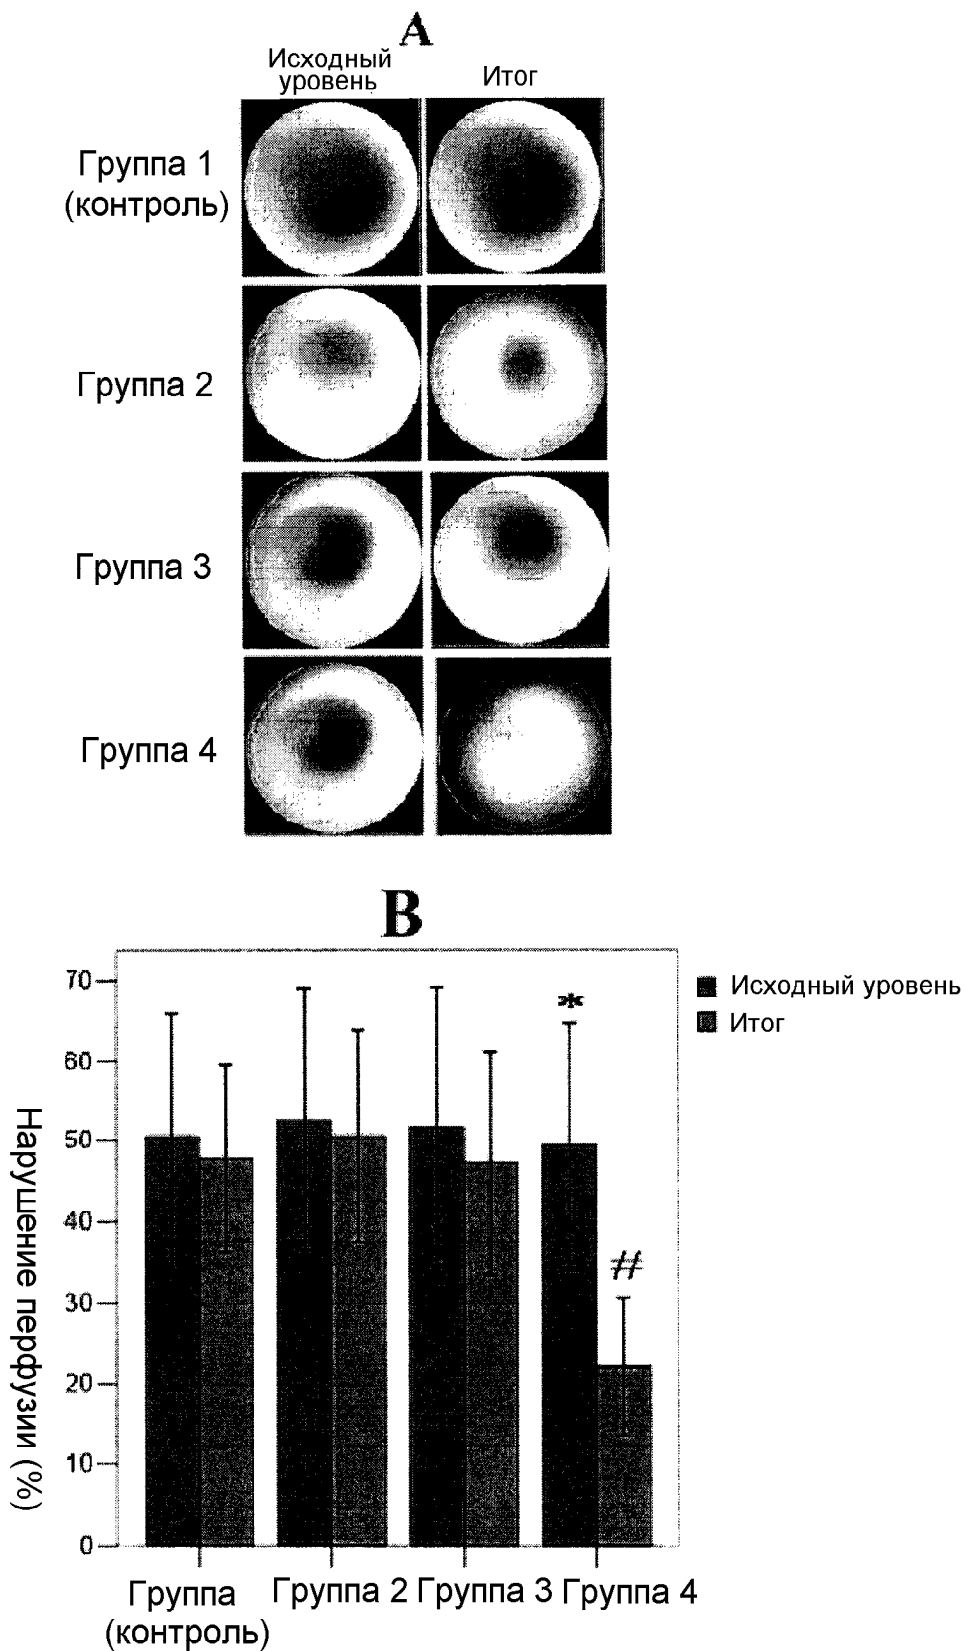 A
Исходный
уровень
Итог
Группа 1
(контроль)
Группа 2
Группа 3
Группа 4
B
Нарушение перфузии (%)
70
60
50
40
30
20
10
0
*
#
Исходный уровень
Итог
Группа
(контроль)
Группа 2
Группа 3
Группа 4